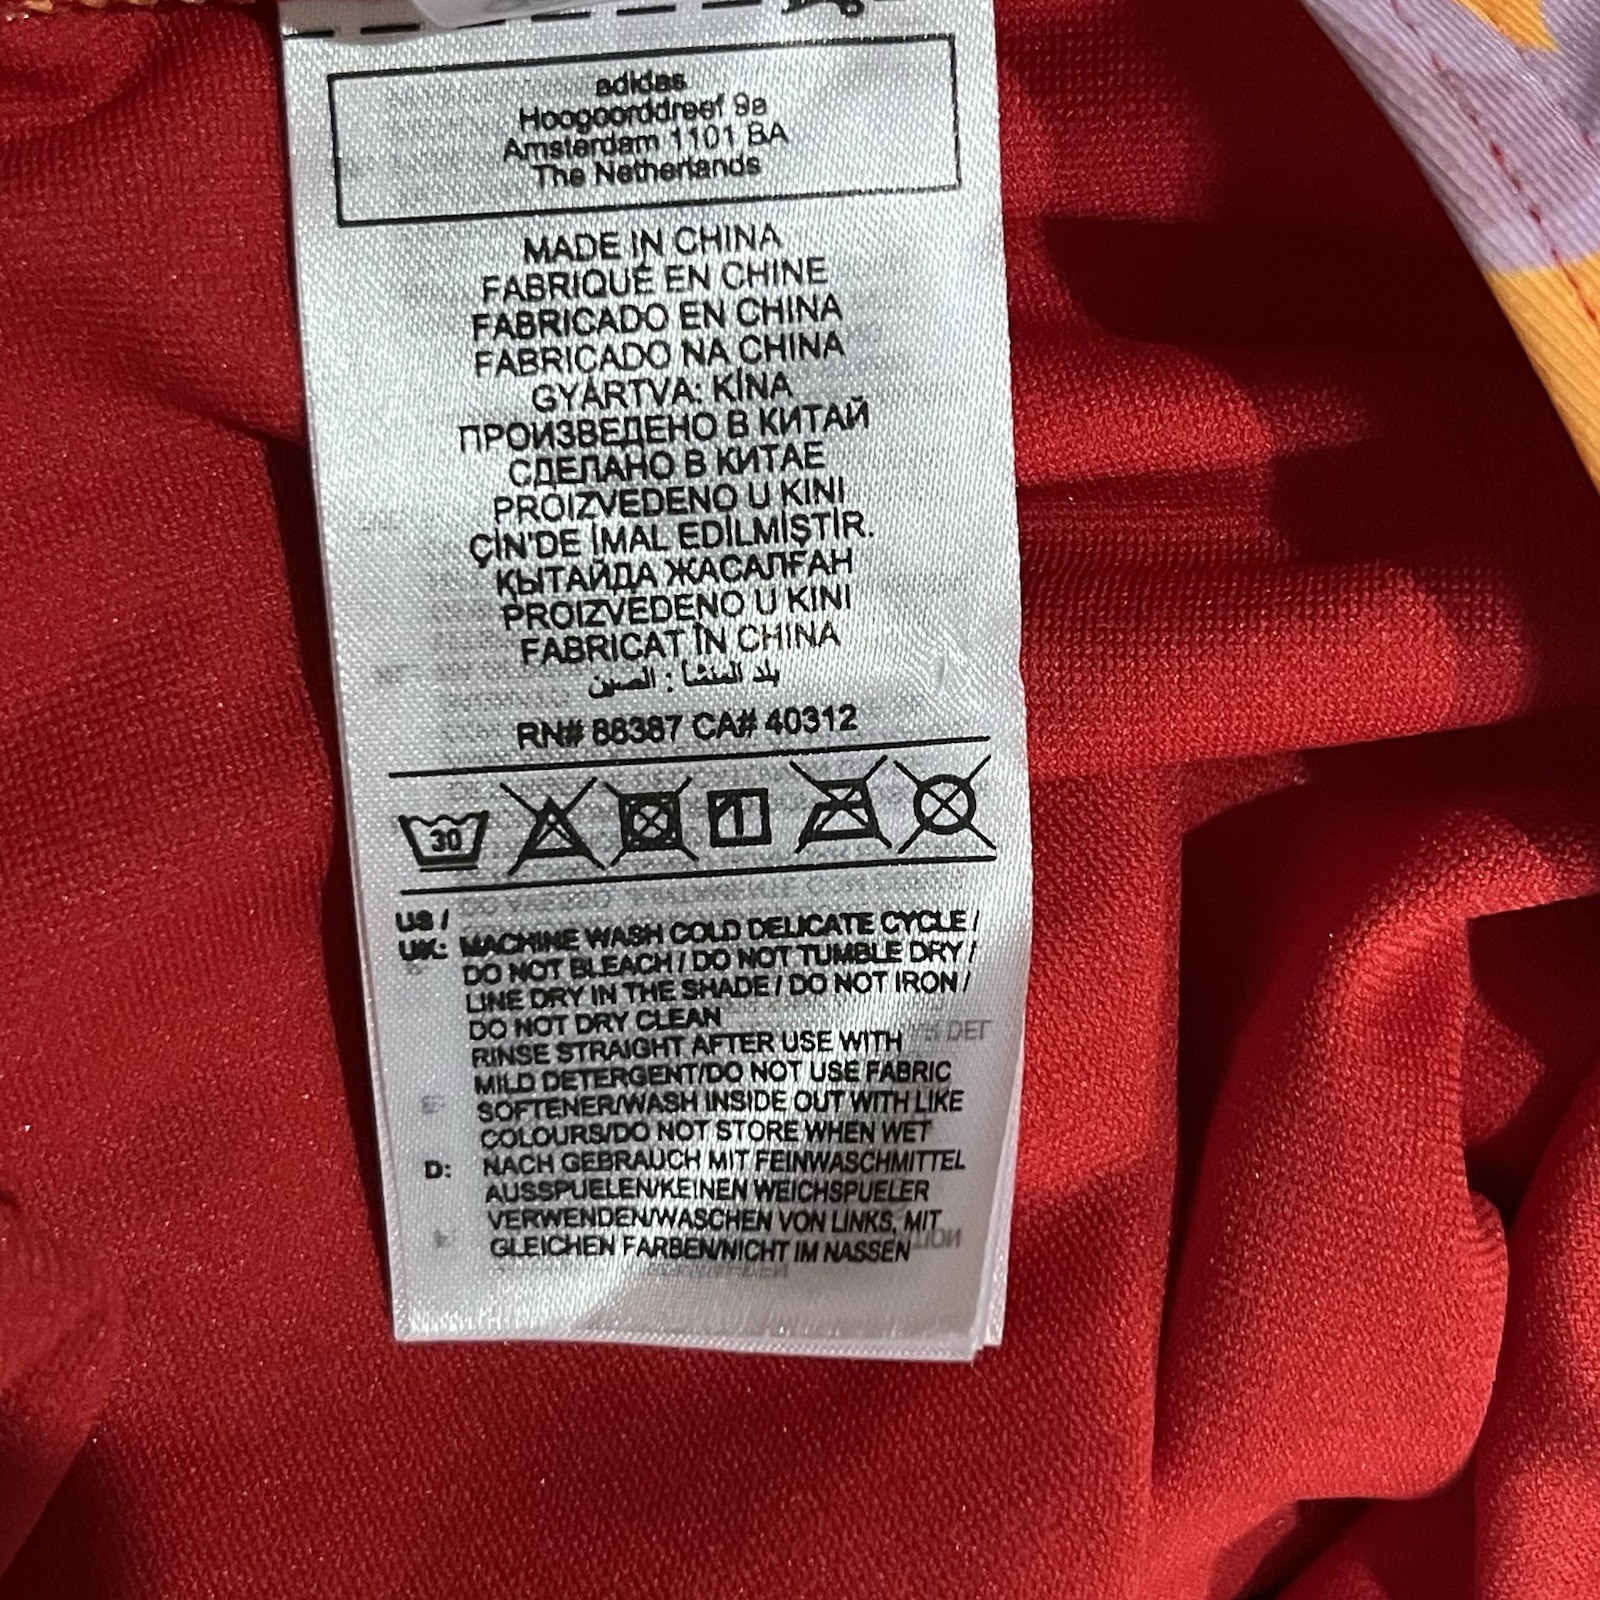 adidas
Hoogoorddreef 9a
Amsterdam 1101 BA
The Netherlands
MADE IN CHINA
FABRIQUÉ EN CHINE
FABRICADO EN CHINA
FABRICADO NA CHINA
GYÁRTVA: KÍNA
ПРОИЗВЕДЕНО В КИТАЙ
СДЕЛАНО В КИТАЕ
PROIZVEDENO U KINI
ÇİN'DE İMAL EDİLMİŞTİR.
ҚЫТАЙДА ЖАСАЛҒАН
PROIZVEDENO U KINI
FABRICAT ÎN CHINA
بلد المنشأ : الصين
RN# 88387 CA# 40312
30
1
US /
UK: MACHINE WASH COLD DELICATE CYCLE /
DO NOT BLEACH / DO NOT TUMBLE DRY /
LINE DRY IN THE SHADE / DO NOT IRON /
DO NOT DRY CLEAN
RINSE STRAIGHT AFTER USE WITH
MILD DETERGENT/DO NOT USE FABRIC
SOFTENER/WASH INSIDE OUT WITH LIKE
COLOURS/DO NOT STORE WHEN WET
D: NACH GEBRAUCH MIT FEINWASCHMITTEL
AUSSPUELEN/KEINEN WEICHSPUELER
VERWENDEN/WASCHEN VON LINKS, MIT
GLEICHEN FARBEN/NICHT IM NASSEN